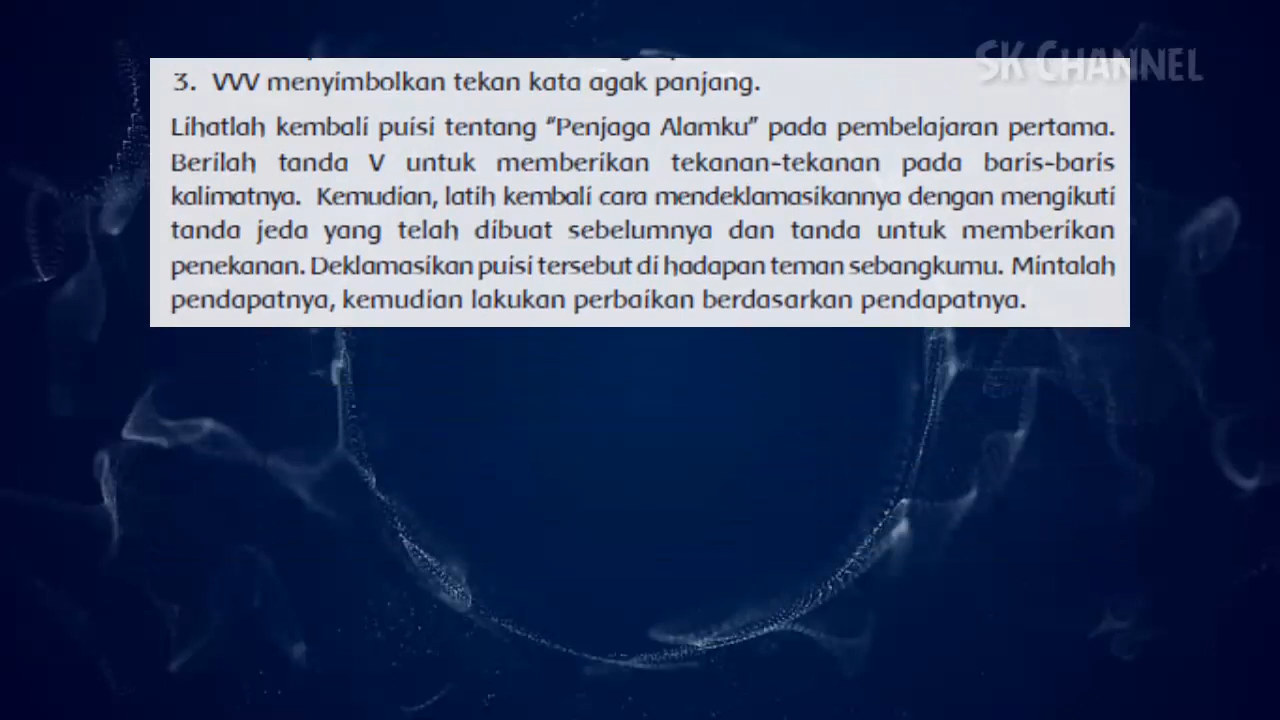 SK CHANNEL
3. VVV menyimbolkan tekan kata agak panjang.
Lihatlah kembali puisi tentang “Penjaga Alamku” pada pembelajaran pertama.
Berilah tanda V untuk memberikan tekanan-tekanan pada baris-baris
kalimatnya. Kemudian, latih kembali cara mendeklamasikannya dengan mengikuti
tanda jeda yang telah dibuat sebelumnya dan tanda untuk memberikan
penekanan. Deklamasikan puisi tersebut di hadapan teman sebangkumu. Mintalah
pendapatnya, kemudian lakukan perbaikan berdasarkan pendapatnya.